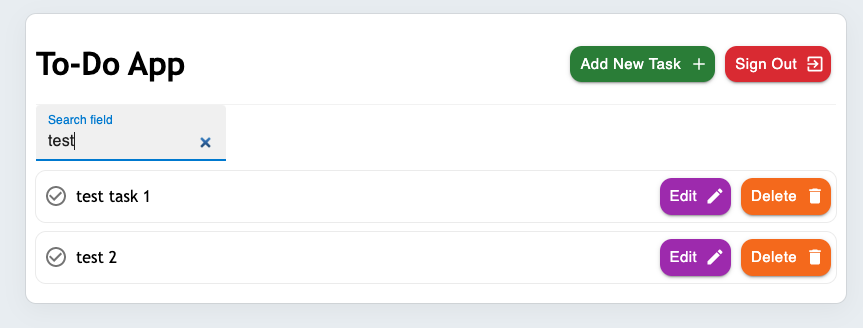 To-Do App
Add New Task
Sign Out
Search field
test
test task 1
Edit
Delete
test 2
Edit
Delete